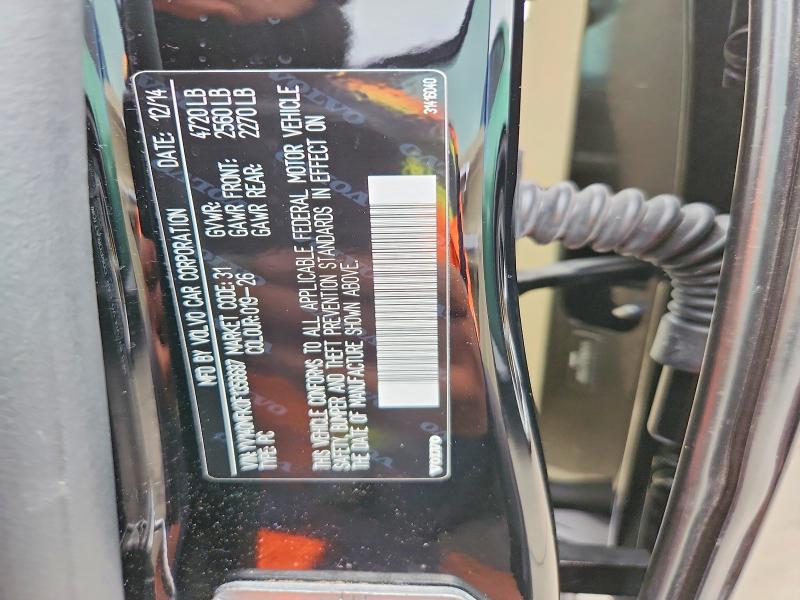 MFD BY VOLVO CAR CORPORATION DATE: 12/14
MARKET CODE: 31
TYPE: PC COLOUR: 019-26
GVWR: 4720 LB
GAWR FRONT: 2560 LB
GAWR REAR: 2270 LB
THIS VEHICLE CONFORMS TO ALL APPLICABLE FEDERAL MOTOR VEHICLE
SAFETY, BUMPER AND THEFT PREVENTION STANDARDS IN EFFECT ON
THE DATE OF MANUFACTURE SHOWN ABOVE.
VOLVO 31416040